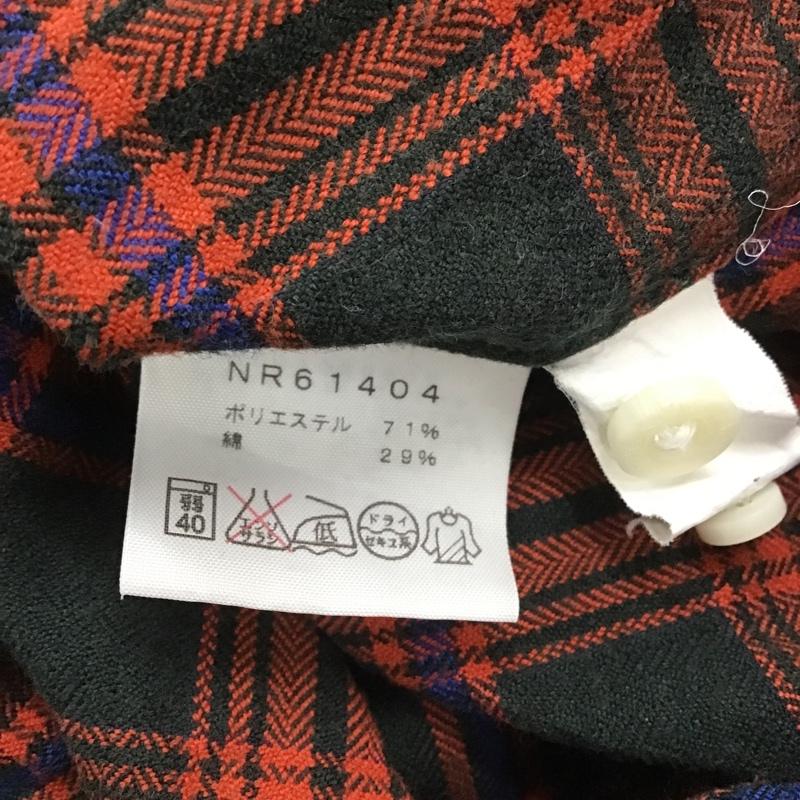 NR61404
ポリエステル 71%
綿 29%
弱 40
エンソ サラシ
低
ドライ セキユ系